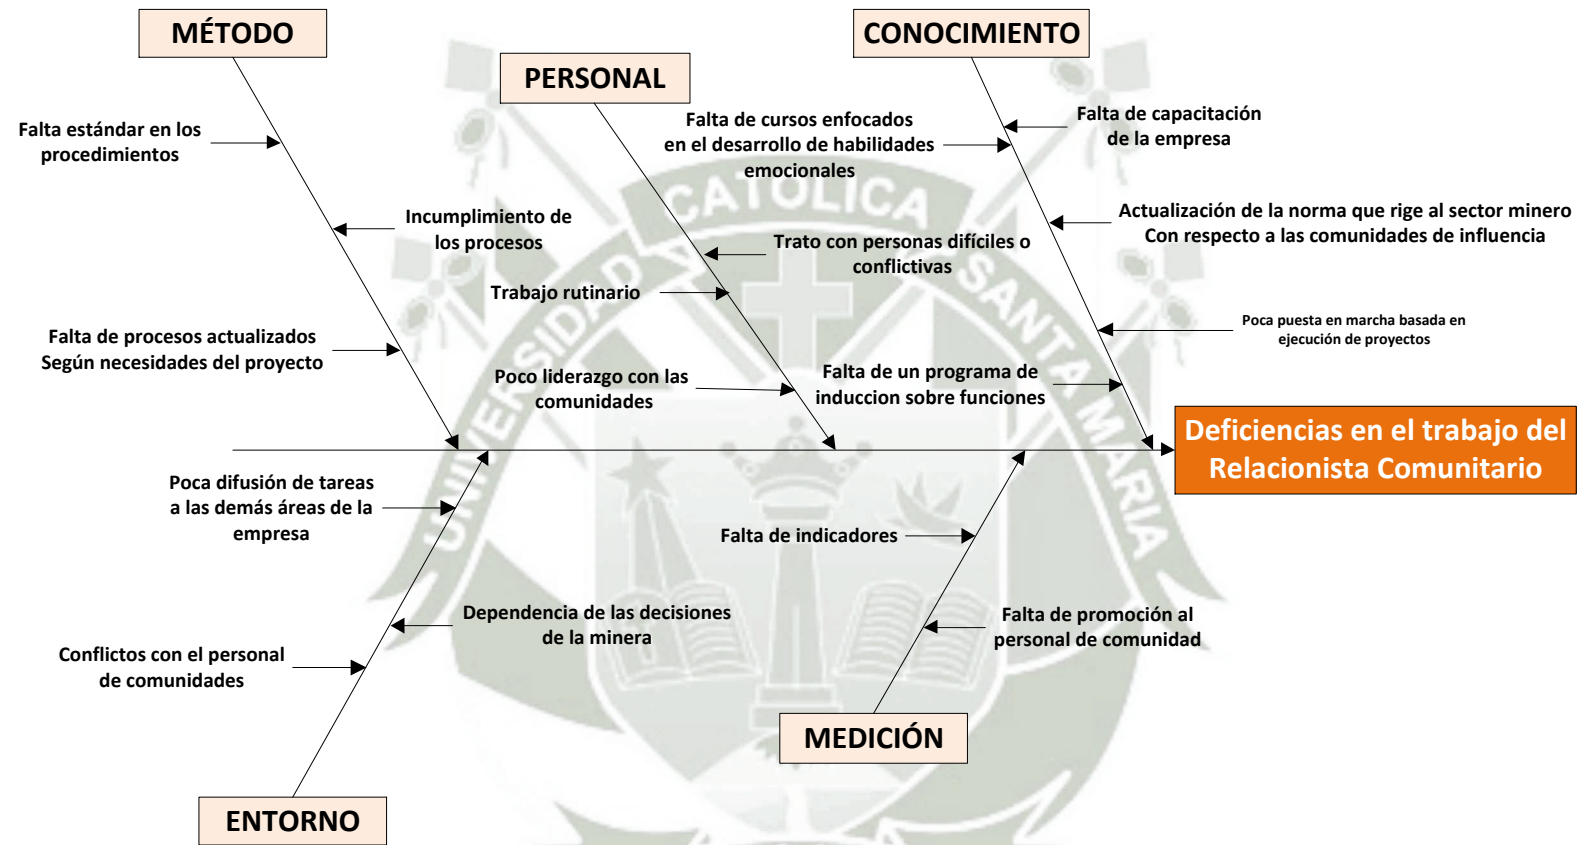 MÉTODO
CONOCIMIENTO
PERSONAL
Falta estándar en los
procedimientos
Falta de cursos enfocados
en el desarrollo de habilidades
emocionales
Falta de capacitación
de la empresa
Incumplimiento de
los procesos
Actualización de la norma que rige al sector minero
Con respecto a las comunidades de influencia
Trato con personas difíciles o
conflictivas
Trabajo rutinario
Falta de procesos actualizados
Según necesidades del proyecto
Poca puesta en marcha basada en
ejecución de proyectos
Poco liderazgo con las
comunidades
Falta de un programa de
induccion sobre funciones
Deficiencias en el trabajo del
Relacionista Comunitario
Poca difusión de tareas
a las demás áreas de la
empresa
Falta de indicadores
Dependencia de las decisiones
de la minera
Falta de promoción al
personal de comunidad
Conflictos con el personal
de comunidades
MEDICIÓN
ENTORNO
UNIVERSIDAD CATOLICA SANTA MARIA